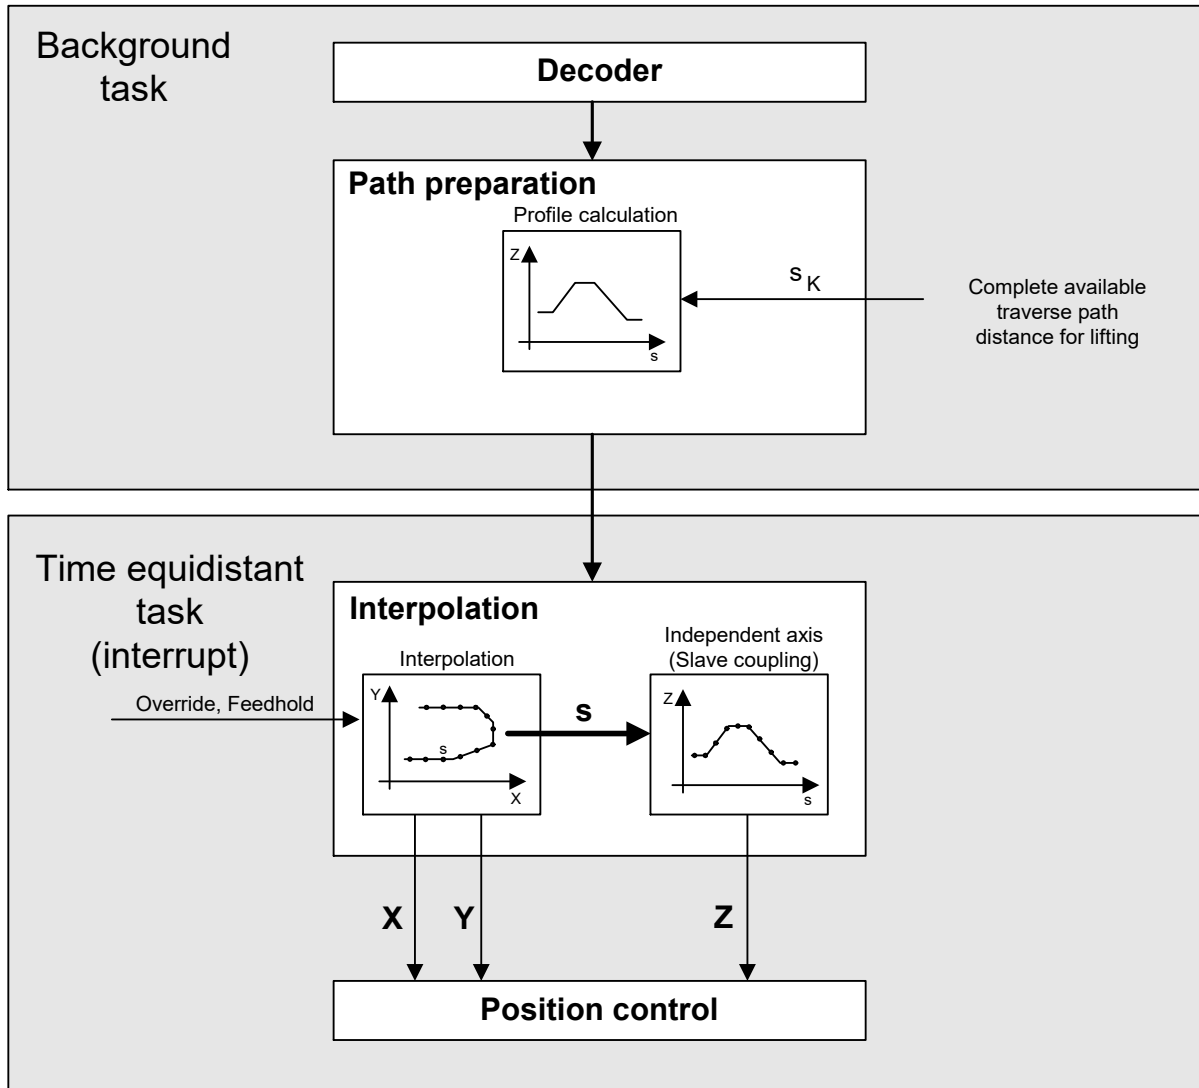 Background
task
Decoder
Path preparation
Profile calculation
Z
s
s K
Complete available
traverse path
distance for lifting
Time equidistant
task
(interrupt)
Interpolation
Interpolation
Independent axis
(Slave coupling)
Override, Feedhold
Y
s
X
s
Z
s
X
Y
Z
Position control